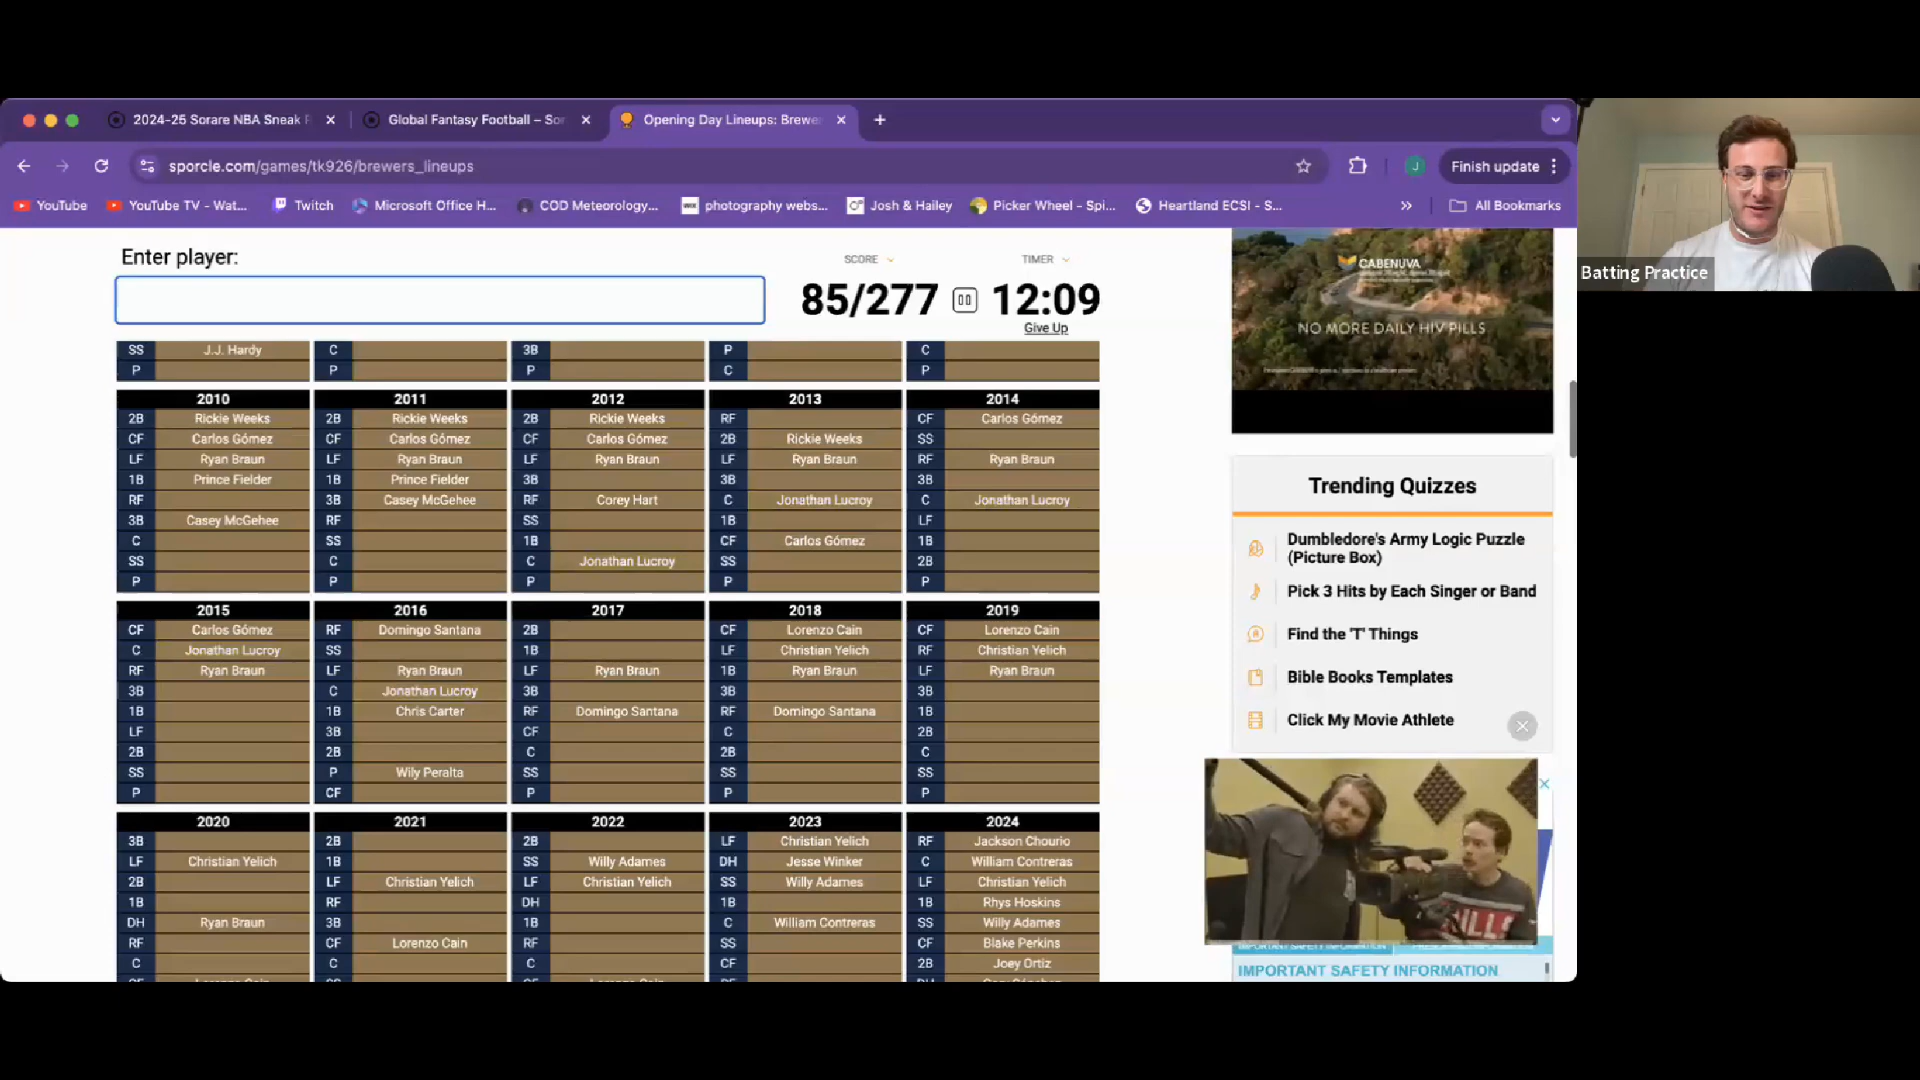 2024-25 Sorare NBA Sneak P
Global Fantasy Football – Sor
Opening Day Lineups: Brewer
sporcle.com/games/tk926/brewers_lineups
Finish update
J
YouTube
YouTube TV - Wat...
Twitch
Microsoft Office H...
COD Meteorology...
photography webs...
Josh & Hailey
Picker Wheel - Spi...
Heartland ECSI - S...
All Bookmarks
Batting Practice
Enter player:
SCORE
TIMER
85/277
12:09
Give Up
SS J.J. Hardy C 3B P C
P P P C P
2010 2011 2012 2013 2014
2B Rickie Weeks 2B Rickie Weeks 2B Rickie Weeks RF CF Carlos Gómez
CF Carlos Gómez CF Carlos Gómez CF Carlos Gómez 2B Rickie Weeks SS
LF Ryan Braun LF Ryan Braun LF Ryan Braun LF Ryan Braun RF Ryan Braun
1B Prince Fielder 1B Prince Fielder 3B 3B 3B
RF 3B Casey McGehee RF Corey Hart C Jonathan Lucroy C Jonathan Lucroy
3B Casey McGehee RF SS 1B LF
C SS 1B CF Carlos Gómez 1B
SS C C Jonathan Lucroy SS 2B
P P P P P
2015 2016 2017 2018 2019
CF Carlos Gómez RF Domingo Santana 2B CF Lorenzo Cain CF Lorenzo Cain
C Jonathan Lucroy SS 1B LF Christian Yelich RF Christian Yelich
RF Ryan Braun LF Ryan Braun LF Ryan Braun 1B Ryan Braun LF Ryan Braun
3B C Jonathan Lucroy 3B 3B 3B
1B 1B Chris Carter RF Domingo Santana RF Domingo Santana 1B
LF 3B CF C 2B
2B 2B C 2B C
SS P Wily Peralta SS SS SS
P CF P P P
2020 2021 2022 2023 2024
3B 2B 2B LF Christian Yelich RF Jackson Chourio
LF Christian Yelich 1B SS Willy Adames DH Jesse Winker C William Contreras
2B LF Christian Yelich LF Christian Yelich SS Willy Adames LF Christian Yelich
1B RF DH 1B 1B Rhys Hoskins
DH Ryan Braun 3B 1B C William Contreras SS Willy Adames
RF CF Lorenzo Cain RF SS CF Blake Perkins
C C C CF 2B Joey Ortiz
CABENUVA
NO MORE DAILY HIV PILLS
Trending Quizzes
Dumbledore's Army Logic Puzzle
(Picture Box)
Pick 3 Hits by Each Singer or Band
Find the 'T' Things
Bible Books Templates
Click My Movie Athlete
IMPORTANT SAFETY INFORMATION